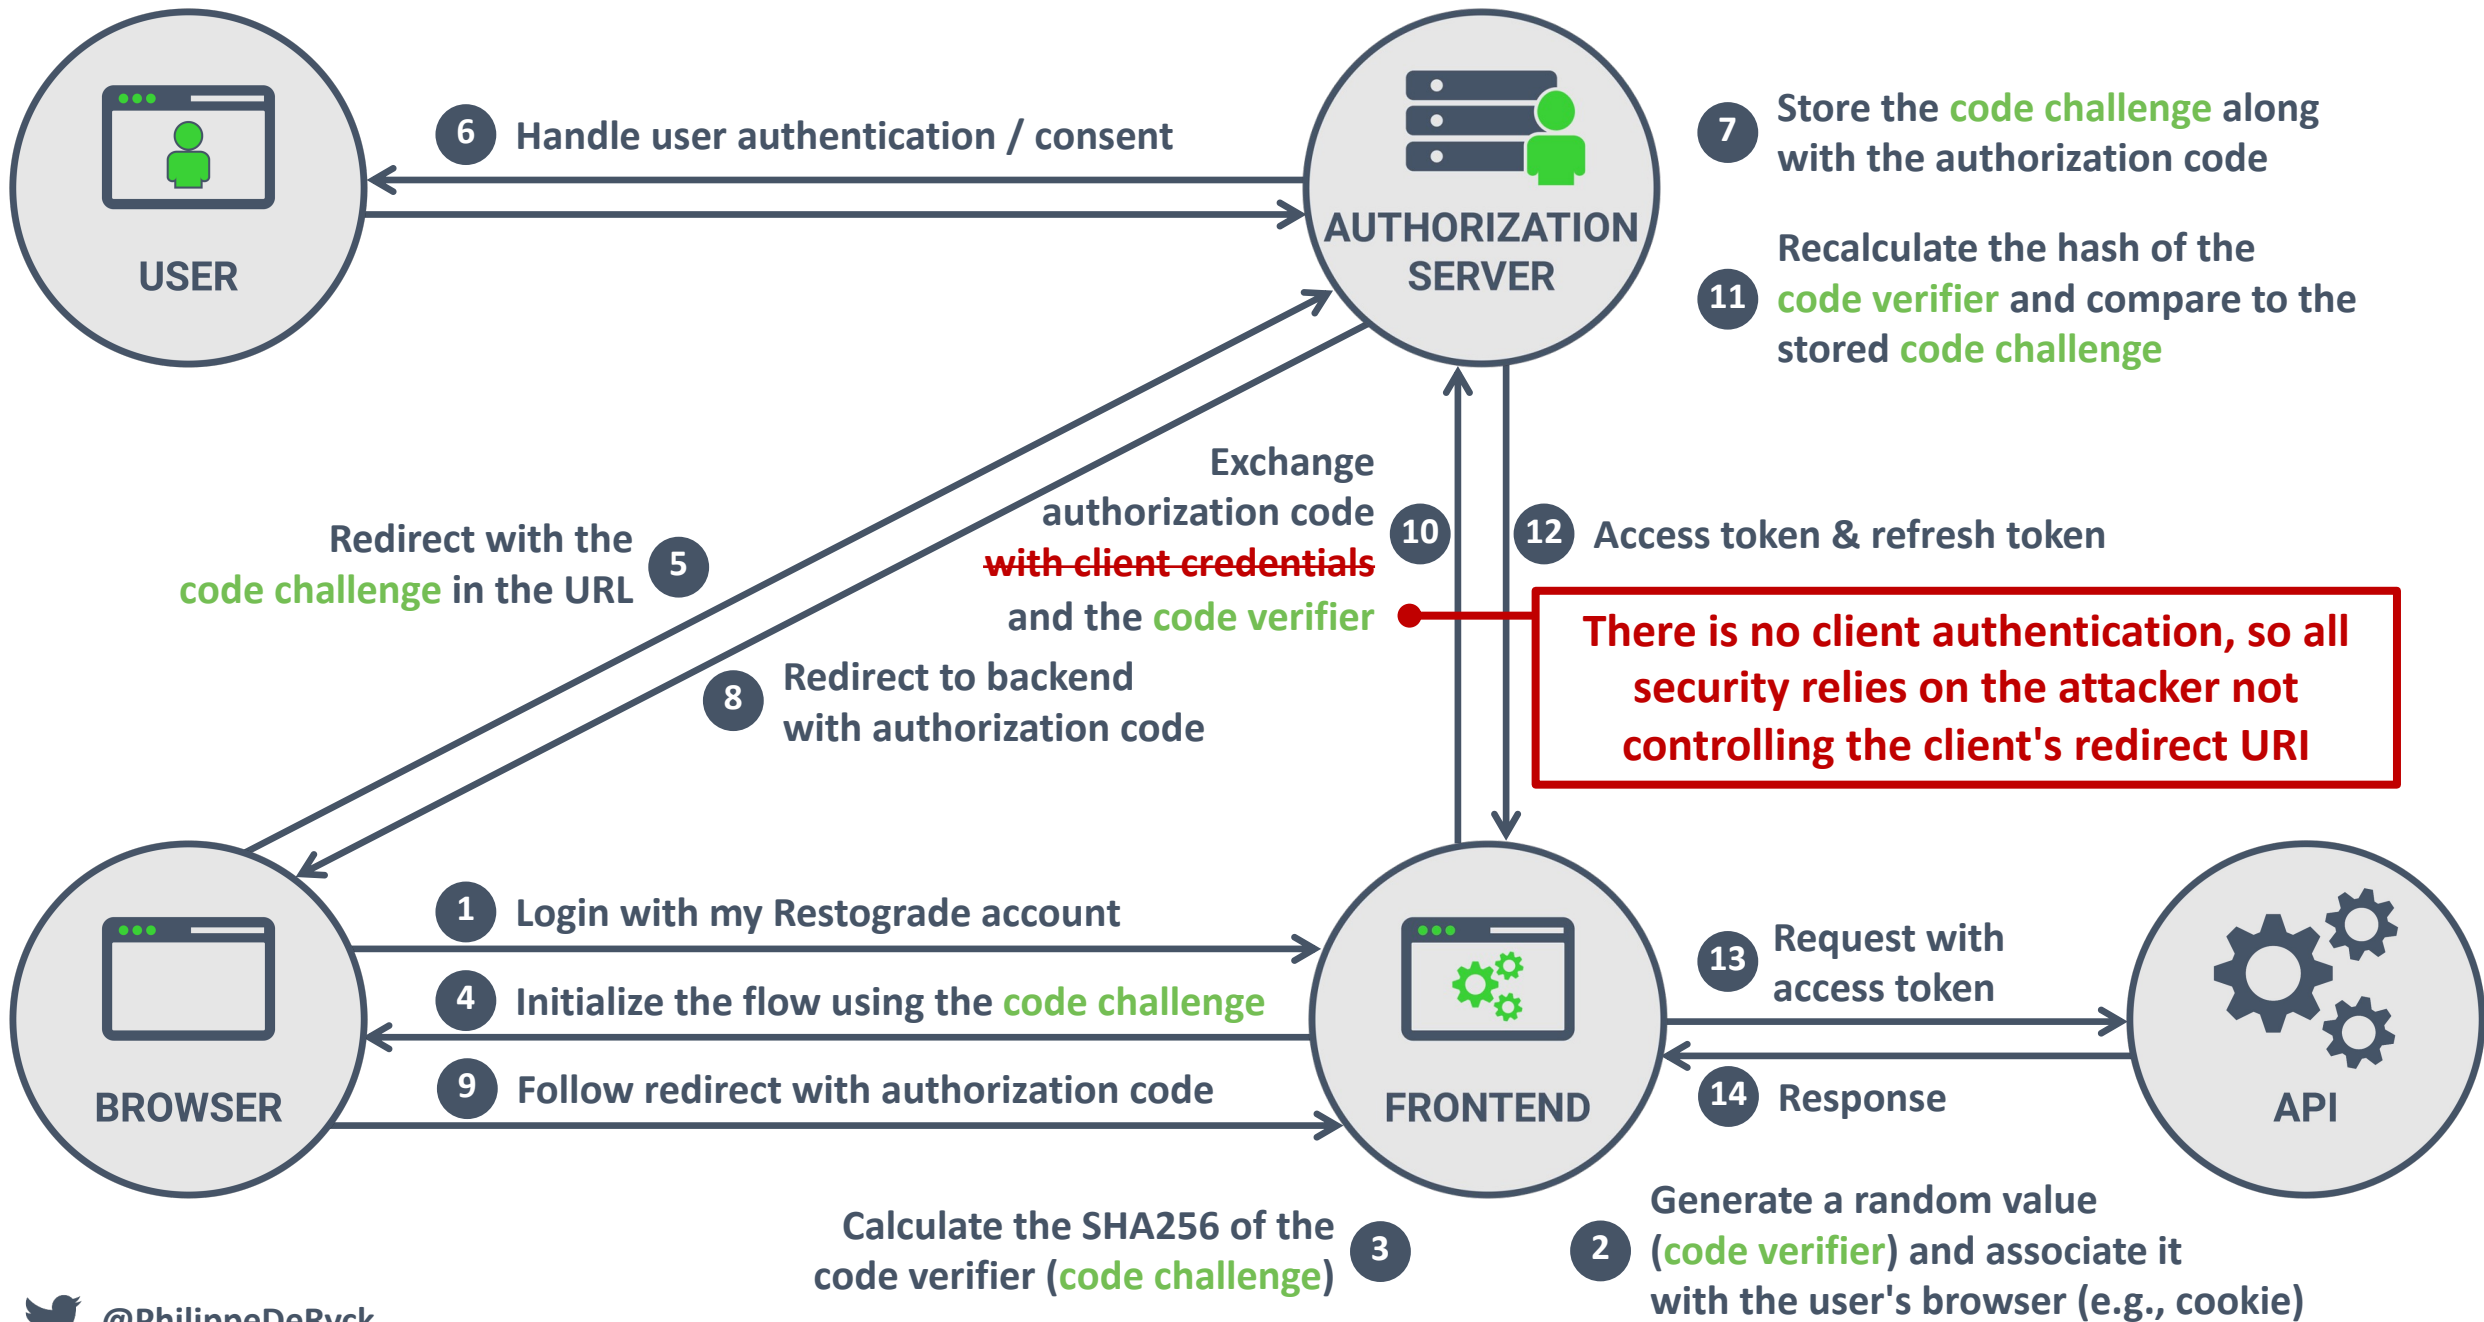 6 Handle user authentication / consent
USER
AUTHORIZATION
SERVER
7 Store the code challenge along
with the authorization code
11 Recalculate the hash of the
code verifier and compare to the
stored code challenge
5 Redirect with the
code challenge in the URL
8 Redirect to backend
with authorization code
10 Exchange
authorization code
with client credentials
and the code verifier
12 Access token & refresh token
There is no client authentication, so all
security relies on the attacker not
controlling the client's redirect URI
1 Login with my Restograde account
4 Initialize the flow using the code challenge
9 Follow redirect with authorization code
BROWSER
FRONTEND
13 Request with
access token
14 Response
API
3 Calculate the SHA256 of the
code verifier (code challenge)
2 Generate a random value
(code verifier) and associate it
with the user's browser (e.g., cookie)
@PhilippeDeRyck